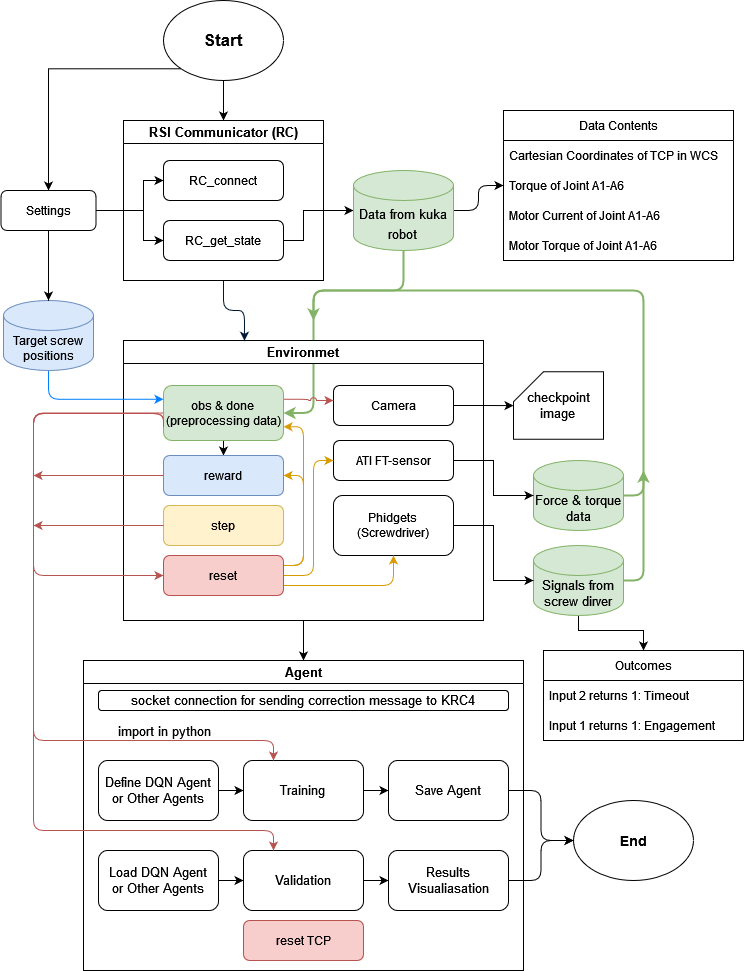 Start
RSI Communicator (RC)
RC_connect
RC_get_state
Settings
Data from kuka
robot
Data Contents
Cartesian Coordinates of TCP in WCS
Torque of Joint A1-A6
Motor Current of Joint A1-A6
Motor Torque of Joint A1-A6
Target screw
positions
Environmet
obs & done
(preprocessing data)
reward
step
reset
Camera
ATI FT-sensor
Phidgets
(Screwdriver)
checkpoint
image
Force & torque
data
Signals from
screw dirver
Outcomes
Input 2 returns 1: Timeout
Input 1 returns 1: Engagement
Agent
socket connection for sending correction message to KRC4
import in python
Define DQN Agent
or Other Agents
Training
Save Agent
Load DQN Agent
or Other Agents
Validation
Results
Visualiasation
reset TCP
End